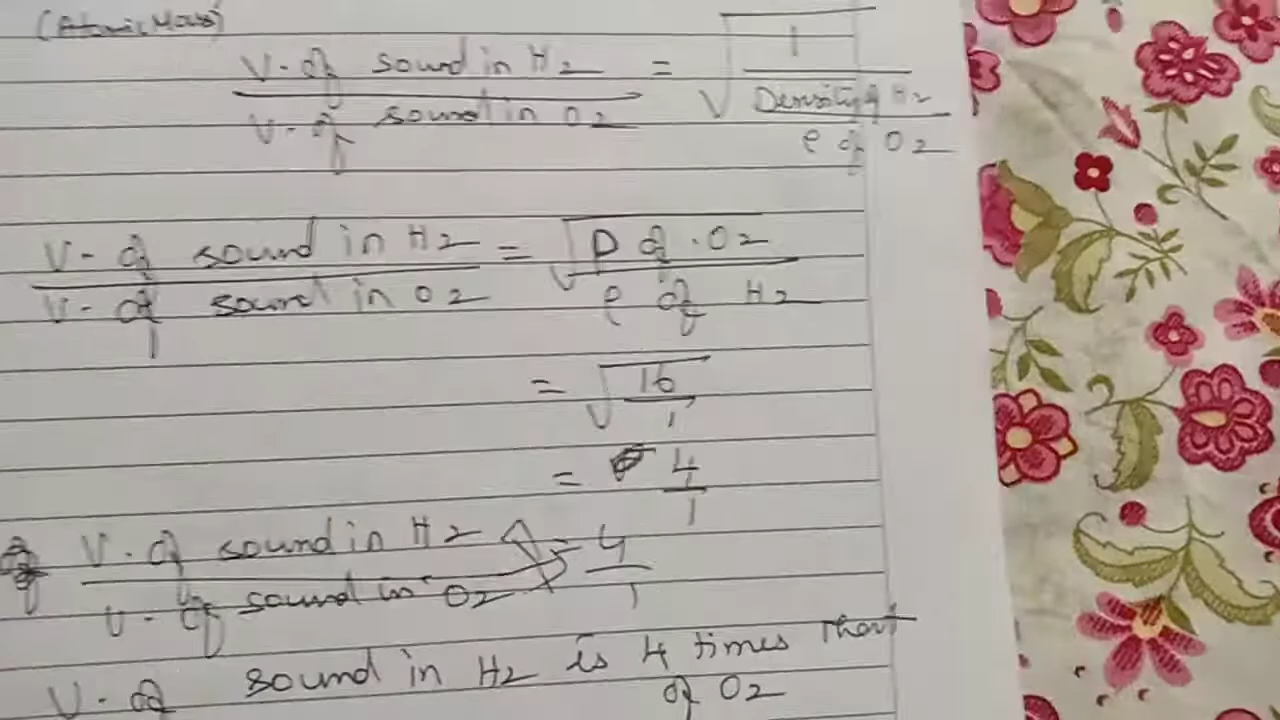 (Atomic Mass)
V. of sound in H2 = √1
V. of sound in O2 Density of H2
ρ of O2
V. of sound in H2 = √D of . O2
V. of sound in O2 ρ of H2
= √16
1
= 4
1
V. of sound in H2 = 4
V. of sound in O2 1
V. of sound in H2 is 4 times that
of O2